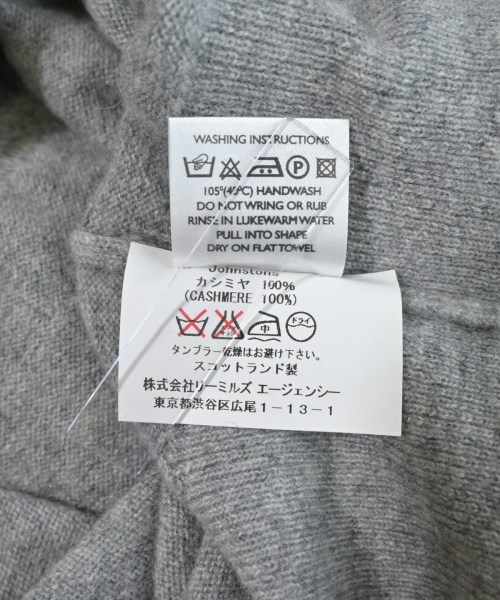 WASHING INSTRUCTIONS
P
105°(40°C) HANDWASH
DO NOT WRING OR RUB
RINSE IN LUKEWARM WATER
PULL INTO SHAPE
DRY ON FLAT TOWEL
Johnstons
カシミヤ 100%
(CASHMERE 100%)
中 ドライ
タンブラー乾燥はお避け下さい。
スコットランド製
株式会社リーミルズ エージェンシー
東京都渋谷区広尾1-13-1